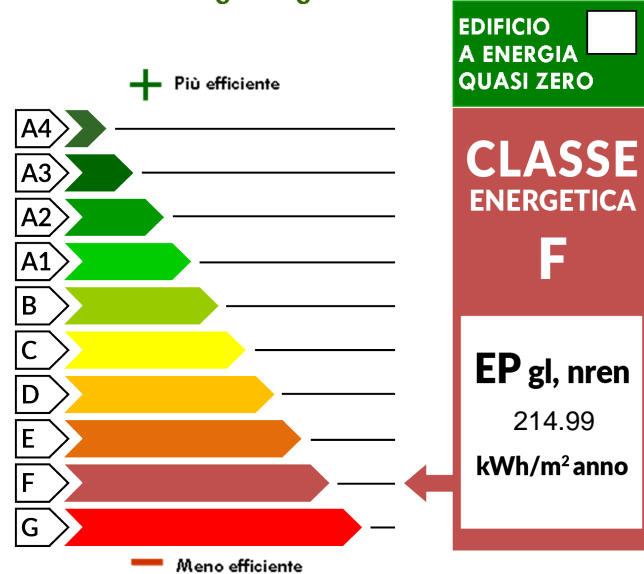 EDIFICIO
A ENERGIA
QUASI ZERO
+ Più efficiente
A4
A3
A2
A1
B
C
D
E
F
G
Meno efficiente
CLASSE
ENERGETICA
F
EP gl, nren
214.99
kWh/m² anno